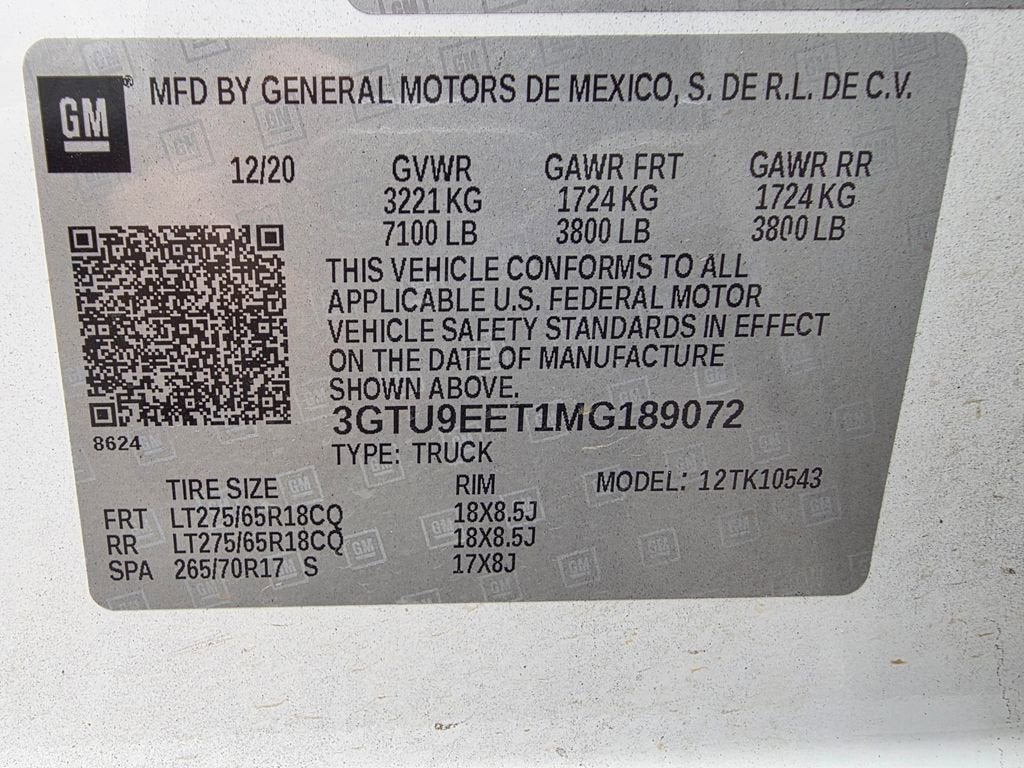 GM
MFD BY GENERAL MOTORS DE MEXICO, S. DE R.L. DE C.V.
12/20 GVWR GAWR FRT GAWR RR
3221 KG 1724 KG 1724 KG
7100 LB 3800 LB 3800 LB
THIS VEHICLE CONFORMS TO ALL
APPLICABLE U.S. FEDERAL MOTOR
VEHICLE SAFETY STANDARDS IN EFFECT
ON THE DATE OF MANUFACTURE
SHOWN ABOVE.
3GTU9EET1MG189072
8624
TYPE: TRUCK
TIRE SIZE RIM MODEL: 12TK10543
FRT LT275/65R18CQ 18X8.5J
RR LT275/65R18CQ 18X8.5J
SPA 265/70R17 S 17X8J